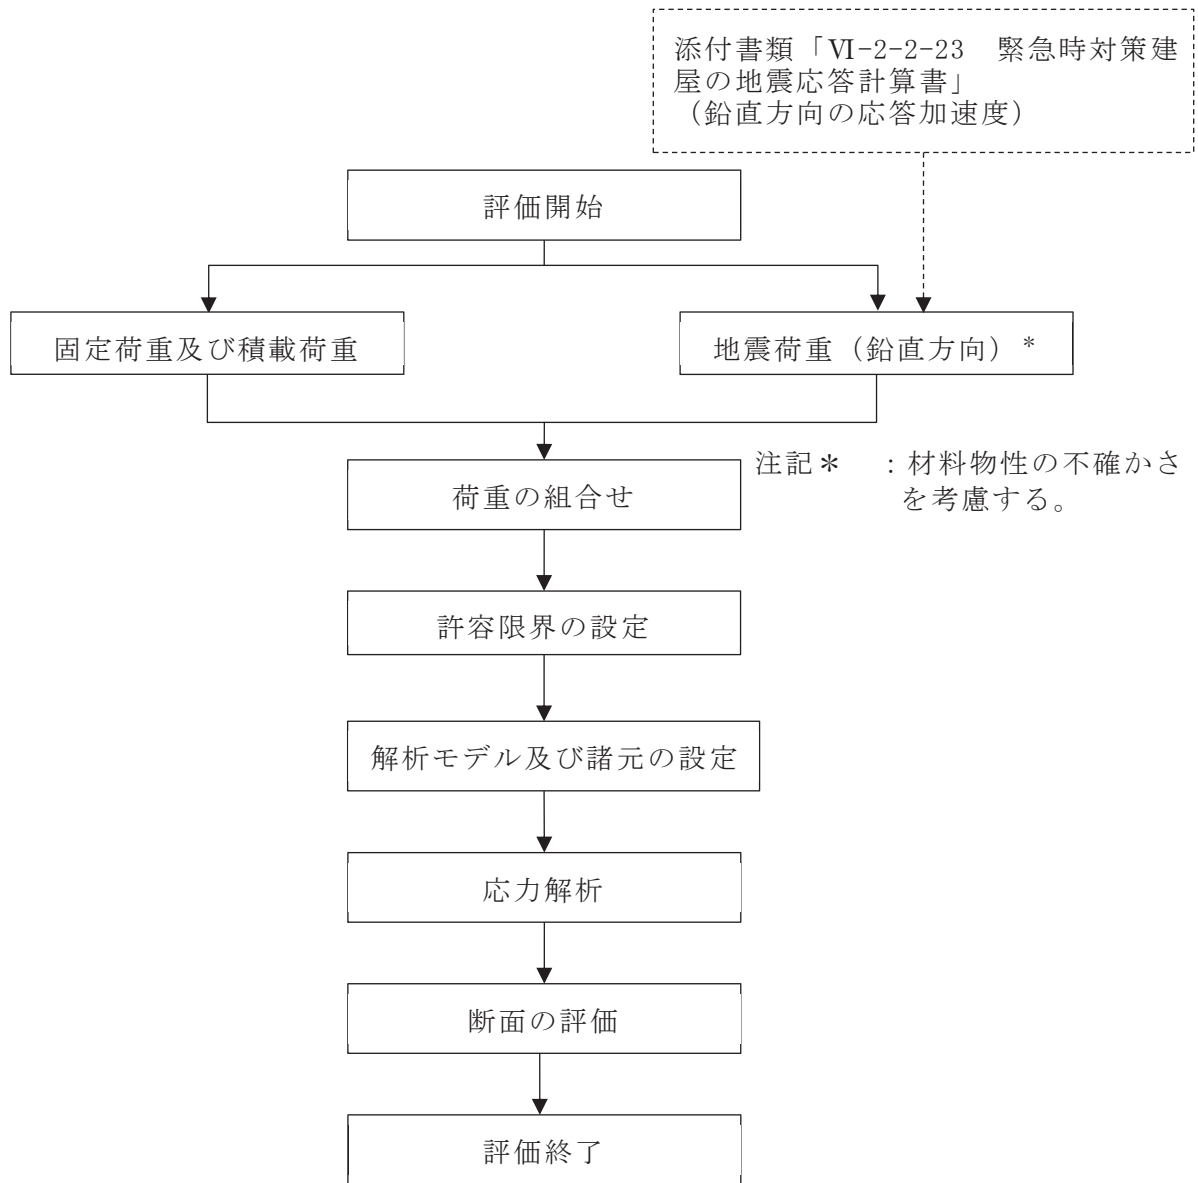 添付書類「Ⅵ-2-2-23　緊急時対策建
屋の地震応答計算書」
（鉛直方向の応答加速度）
評価開始
固定荷重及び積載荷重
地震荷重（鉛直方向）*
荷重の組合せ
注記＊　：材料物性の不確かさ
を考慮する。
許容限界の設定
解析モデル及び諸元の設定
応力解析
断面の評価
評価終了